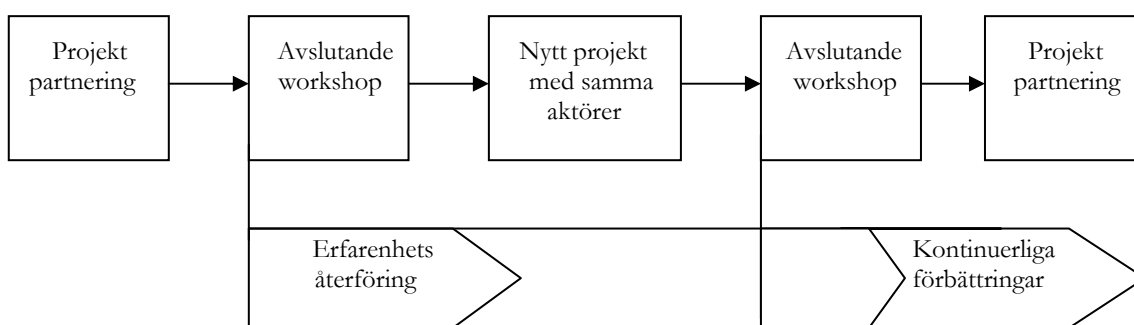 Projekt
partnering
Avslutande
workshop
Nytt projekt
med samma
aktörer
Avslutande
workshop
Projekt
partnering
Erfarenhets
återföring
Kontinuerliga
förbättringar